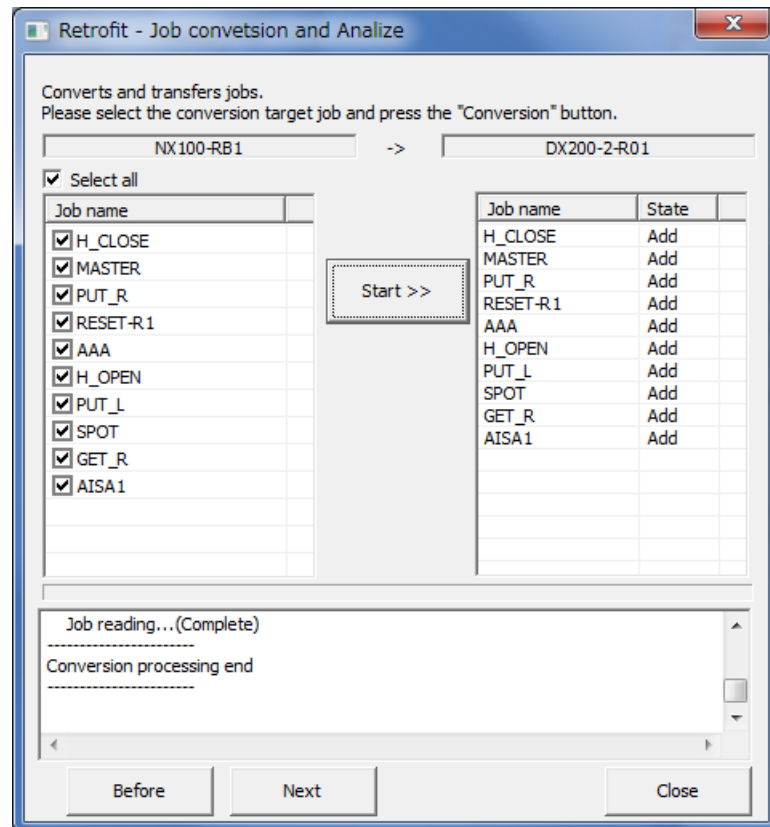 Retrofit - Job convetsion and Analize
x
Converts and transfers jobs.
Please select the conversion target job and press the "Conversion" button.
NX100-RB1 -> DX200-2-R01
Select all
Job name
H_CLOSE
MASTER
PUT_R
RESET-R1
AAA
H_OPEN
PUT_L
SPOT
GET_R
AISA1
Start >>
Job name State
H_CLOSE Add
MASTER Add
PUT_R Add
RESET-R1 Add
AAA Add
H_OPEN Add
PUT_L Add
SPOT Add
GET_R Add
AISA1 Add
Job reading...(Complete)
-----------------------
Conversion processing end
-----------------------
Before Next Close